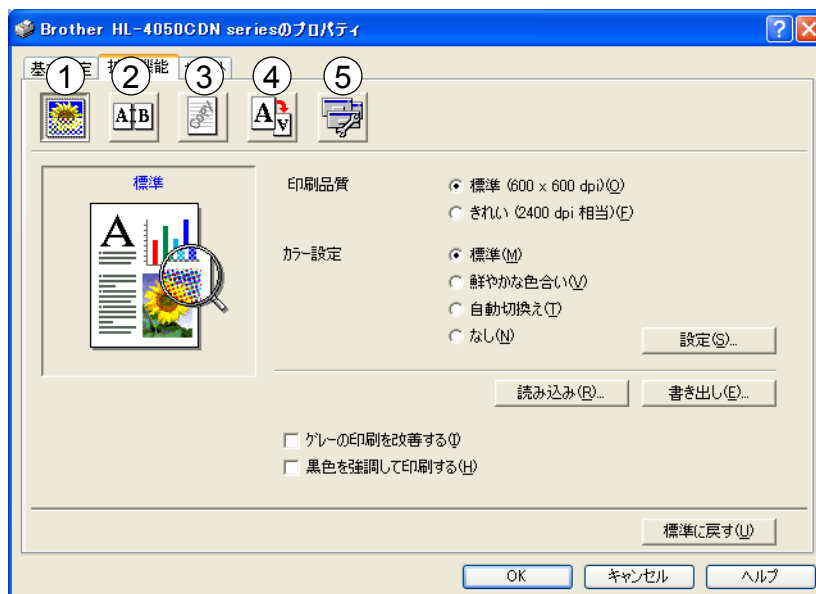 Brother HL-4050CDN seriesのプロパティ
1 2 3 4 5
A B
COPY
A A
標準
A
印刷品質
標準 (600 x 600 dpi)(O)
きれい (2400 dpi 相当)(F)
カラー設定
標準(M)
鮮やかな色合い(V)
自動切換え(T)
なし(N)
設定(S)...
読み込み(R)...
書き出し(E)...
グレーの印刷を改善する(I)
黒色を強調して印刷する(H)
標準に戻す(U)
OK
キャンセル
ヘルプ